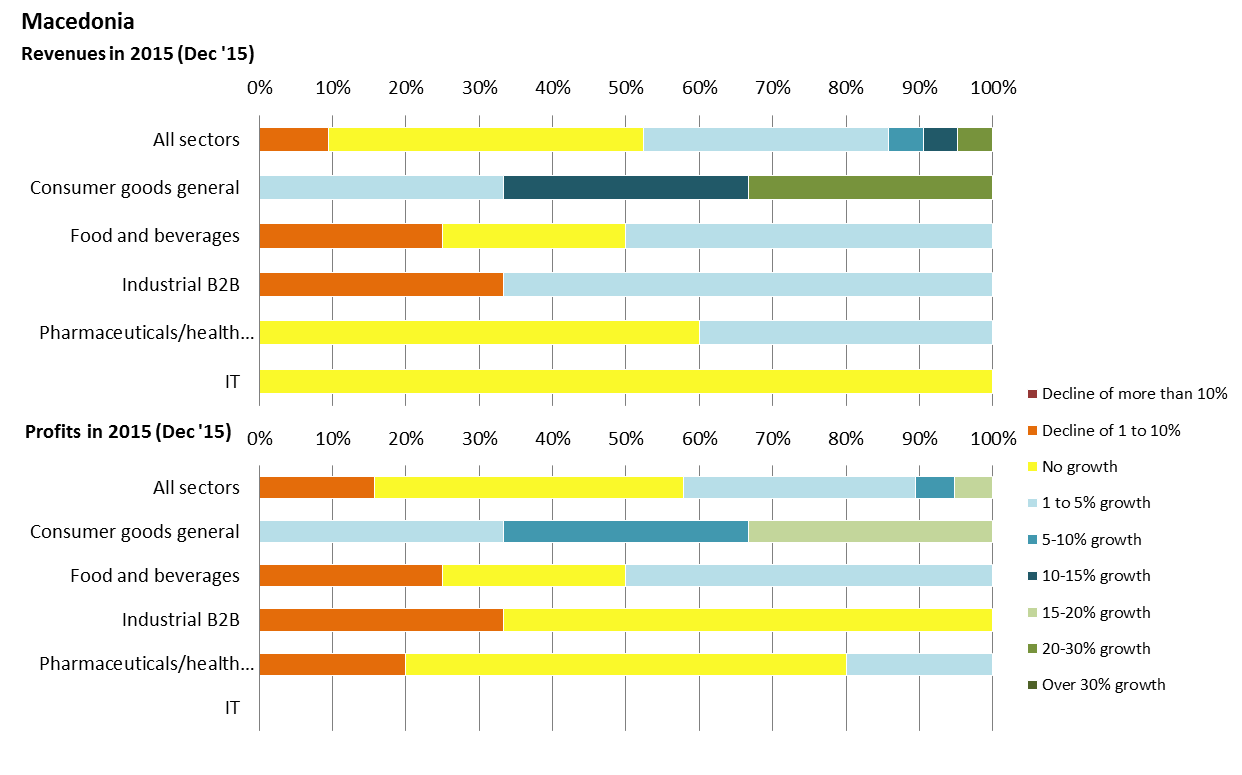 Macedonia
Revenues in 2015 (Dec '15)
0% 10% 20% 30% 40% 50% 60% 70% 80% 90% 100%
All sectors
Consumer goods general
Food and beverages
Industrial B2B
Pharmaceuticals/health...
IT
Profits in 2015 (Dec '15)
0% 10% 20% 30% 40% 50% 60% 70% 80% 90% 100%
All sectors
Consumer goods general
Food and beverages
Industrial B2B
Pharmaceuticals/health...
IT
Decline of more than 10%
Decline of 1 to 10%
No growth
1 to 5% growth
5-10% growth
10-15% growth
15-20% growth
20-30% growth
Over 30% growth